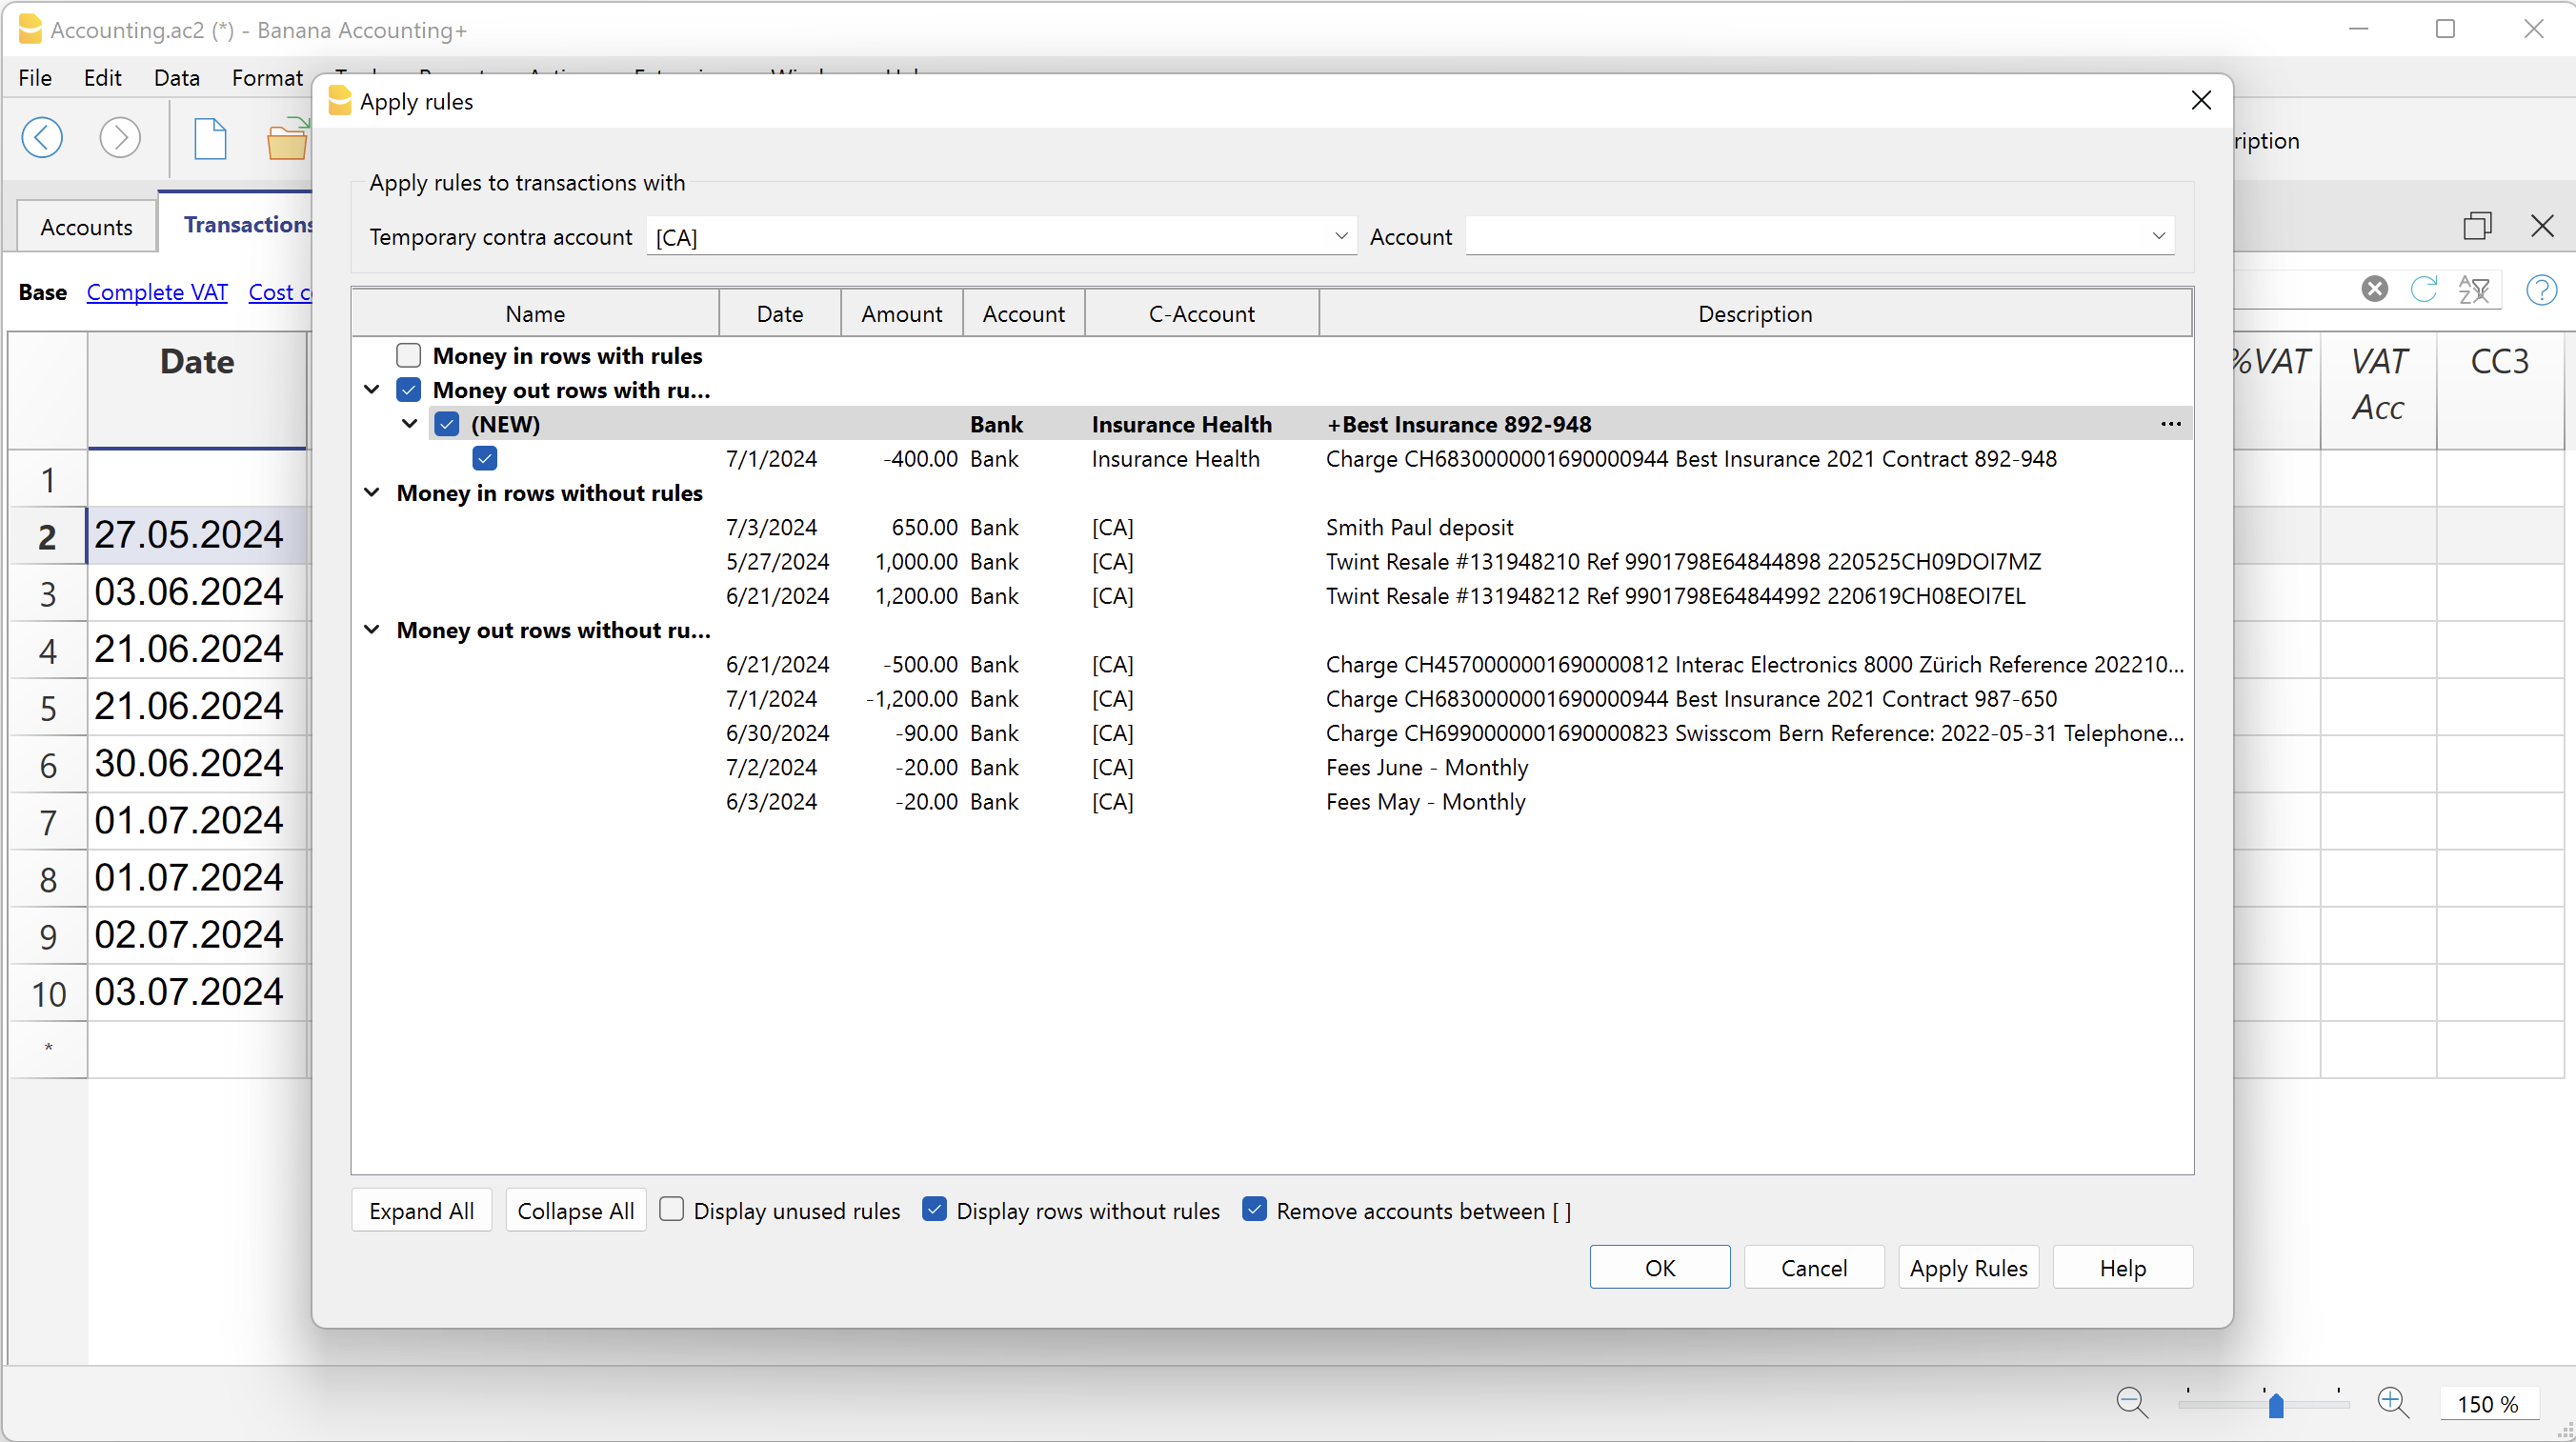 Accounting.ac2 (*) - Banana Accounting+
File Edit Data Format
Apply rules
ription
Accounts Transactions
Apply rules to transactions with
Temporary contra account [CA] Account
Base Complete VAT Cost
Name Date Amount Account C-Account Description
Date %VAT VAT Acc CC3
Money in rows with rules
Money out rows with ru...
(NEW) Bank Insurance Health +Best Insurance 892-948 ...
7/1/2024 -400.00 Bank Insurance Health Charge CH6830000001690000944 Best Insurance 2021 Contract 892-948
Money in rows without rules
7/3/2024 650.00 Bank [CA] Smith Paul deposit
5/27/2024 1,000.00 Bank [CA] Twint Resale #131948210 Ref 9901798E64844898 220525CH09DOI7MZ
6/21/2024 1,200.00 Bank [CA] Twint Resale #131948212 Ref 9901798E64844992 220619CH08EOI7EL
Money out rows without ru...
6/21/2024 -500.00 Bank [CA] Charge CH4570000001690000812 Interac Electronics 8000 Zürich Reference 202210...
7/1/2024 -1,200.00 Bank [CA] Charge CH6830000001690000944 Best Insurance 2021 Contract 987-650
6/30/2024 -90.00 Bank [CA] Charge CH6990000001690000823 Swisscom Bern Reference: 2022-05-31 Telephone...
7/2/2024 -20.00 Bank [CA] Fees June - Monthly
6/3/2024 -20.00 Bank [CA] Fees May - Monthly
1
2 27.05.2024
3 03.06.2024
4 21.06.2024
5 21.06.2024
6 30.06.2024
7 01.07.2024
8 01.07.2024
9 02.07.2024
10 03.07.2024
*
Expand All Collapse All Display unused rules Display rows without rules Remove accounts between [ ]
OK Cancel Apply Rules Help
150 %